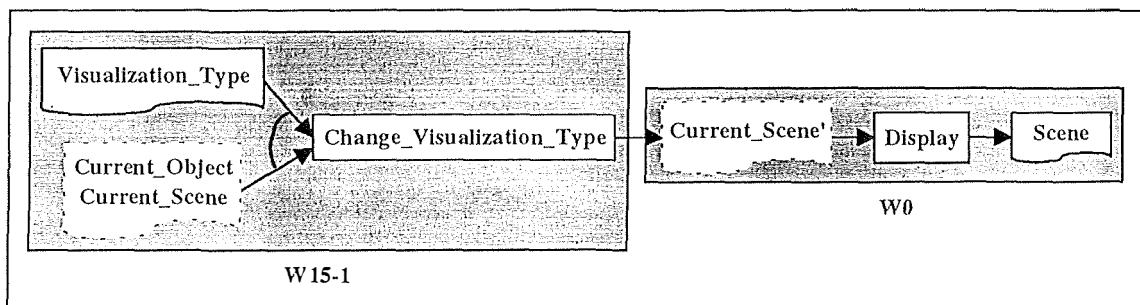 Visualization_Type
Current_Object
Current_Scene
Change_Visualization_Type
Current_Scene'
Display
Scene
W15-1
W0